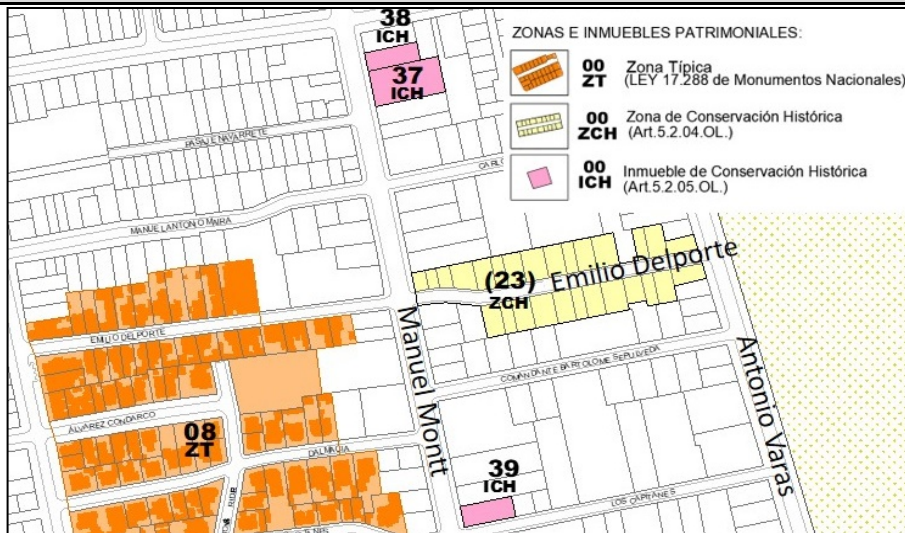 38
ICH
37
ICH
ZONAS E INMUEBLES PATRIMONIALES:
00
ZT
Zona Típica
(LEY 17.288 de Monumentos Nacionales)
00
ZCH
Zona de Conservación Histórica
(Art.5.2.04.OL.)
00
ICH
Inmueble de Conservación Histórica
(Art.5.2.05.OL.)
PASAJE NAVARRETE
MANUEL ANTONIO MAIRA
(23)
ZCH
Emilio Delporte
EMILIO DELPORTE
Manuel Montt
COMANDANTE BARTOLOME SEPULVEDA
Antonio Varas
ALVAREZ CONDARCO
08
ZT
DALMACIA
39
ICH
LOS CAPITANES